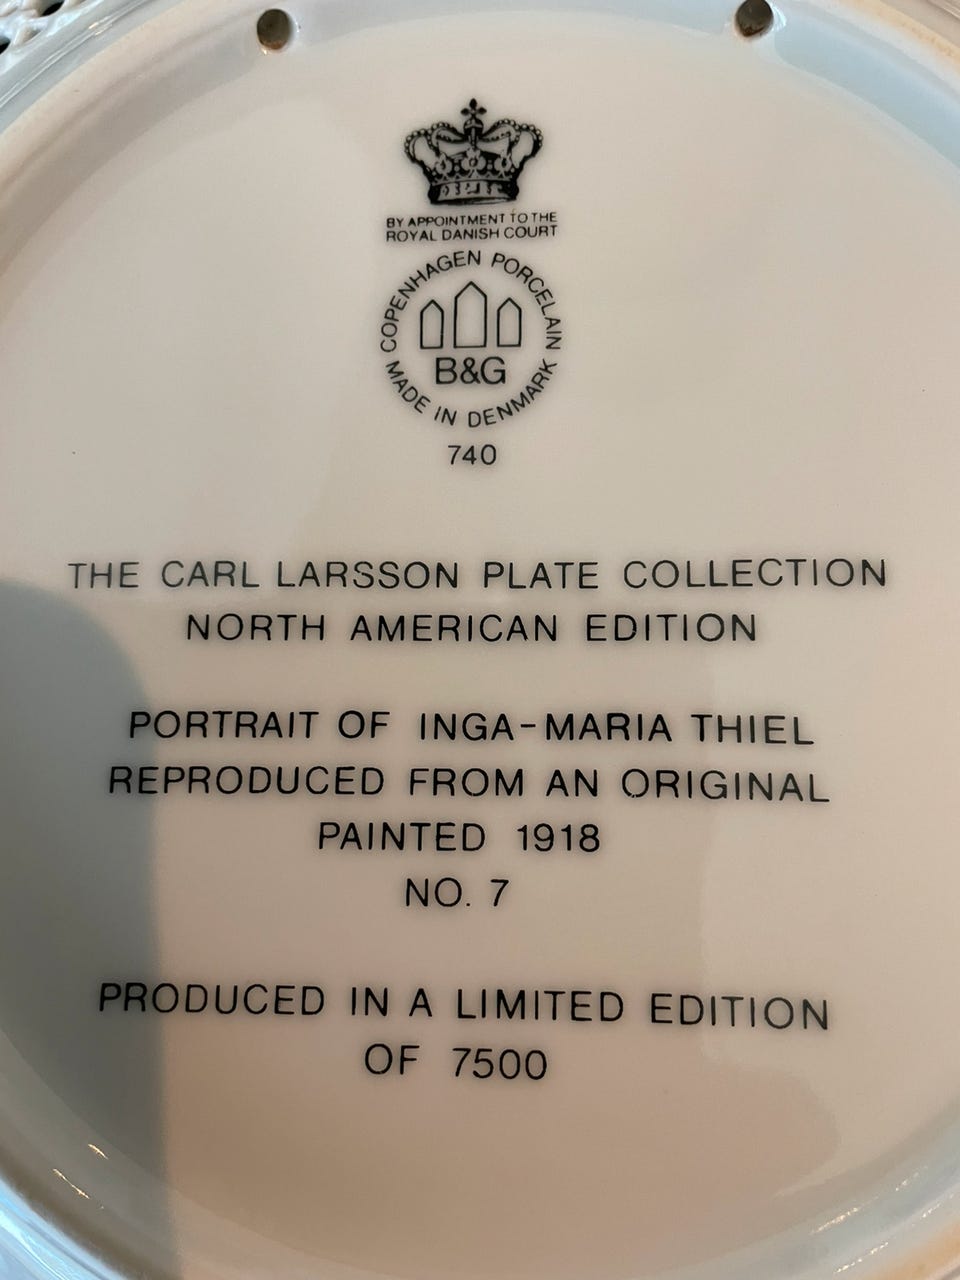 BY APPOINTMENT TO THE
ROYAL DANISH COURT
COPENHAGEN PORCELAIN
B&G
MADE IN DENMARK
740
THE CARL LARSSON PLATE COLLECTION
NORTH AMERICAN EDITION
PORTRAIT OF INGA-MARIA THIEL
REPRODUCED FROM AN ORIGINAL
PAINTED 1918
NO. 7
PRODUCED IN A LIMITED EDITION
OF 7500